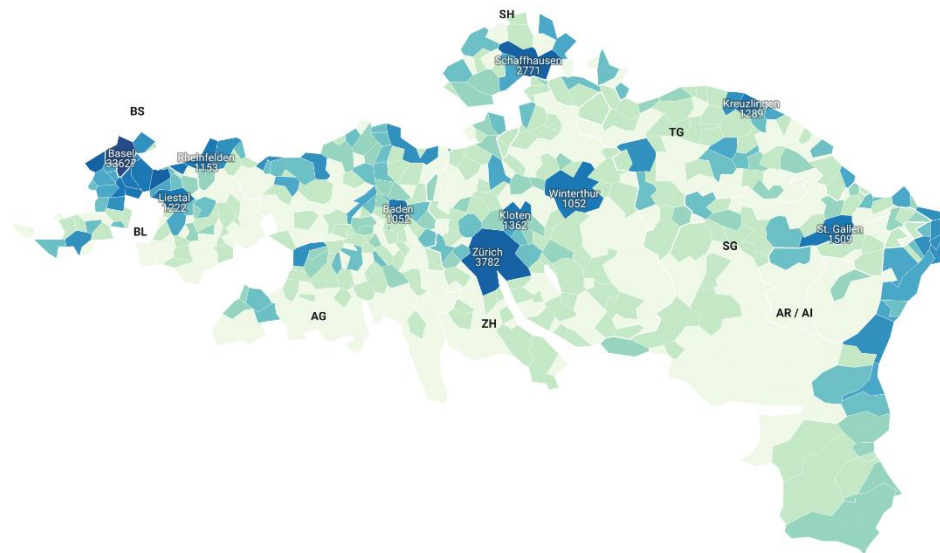 SH
Schaffhausen
2771
Kreuzlingen
1289
BS
TG
Basel
33627
Rheinfelden
1153
Liestal
1222
Winterthur
1052
Baden
1052
Kloten
1362
St. Gallen
1509
BL
SG
Zürich
3782
AG
ZH
AR / AI